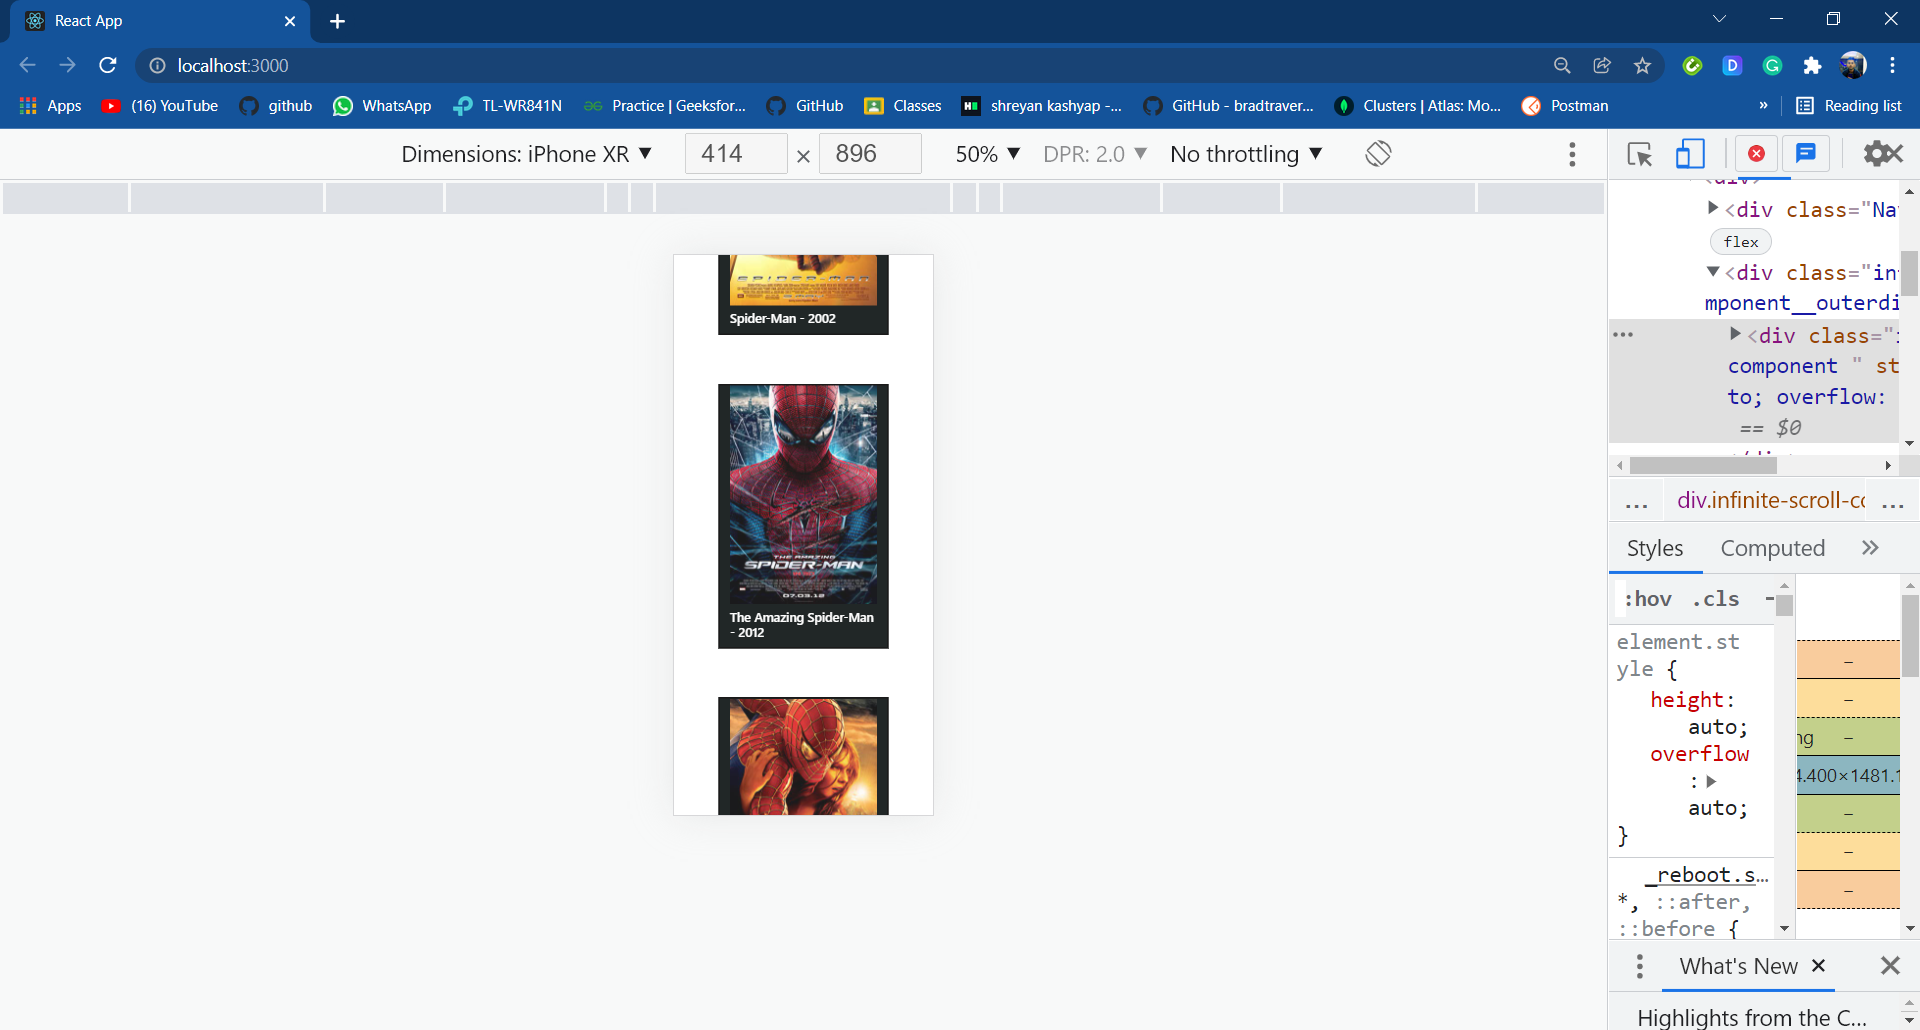 React App
localhost:3000
Apps (16) YouTube github WhatsApp TL-WR841N Practice | Geeksfor... GitHub Classes shreyan kashyap -... GitHub - bradtraver... Clusters | Atlas: Mo... Postman » Reading list
Dimensions: iPhone XR ▼ 414 × 896 50% ▼ DPR: 2.0 ▼ No throttling ▼
SPIDER-MAN
Spider-Man - 2002
THE AMAZING
SPIDER-MAN
07.03.12
The Amazing Spider-Man
- 2012
<div>
<div class="Na
flex
<div class="in
mponent__outerdi
<div class="i
component " st
to; overflow:
== $0
... div.infinite-scroll-co ...
Styles Computed »
:hov .cls
element.st
yle {
height:
auto;
overflow
:
auto;
}
_reboot.s…
*, ::after,
::before {
ng
4.400×1481.1
What's New
Highlights from the C...